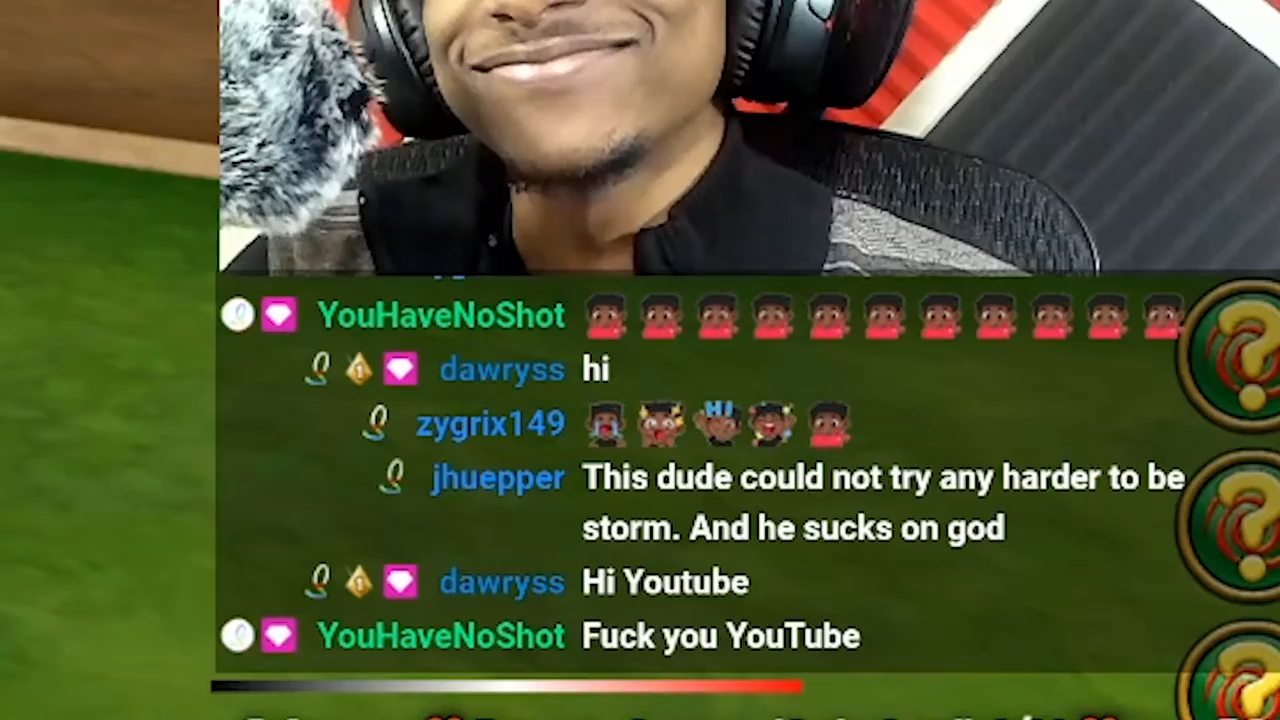 YouHaveNoShot
dawryss hi
zygrix149 HI
jhuepper This dude could not try any harder to be
storm. And he sucks on god
dawryss Hi Youtube
YouHaveNoShot Fuck you YouTube